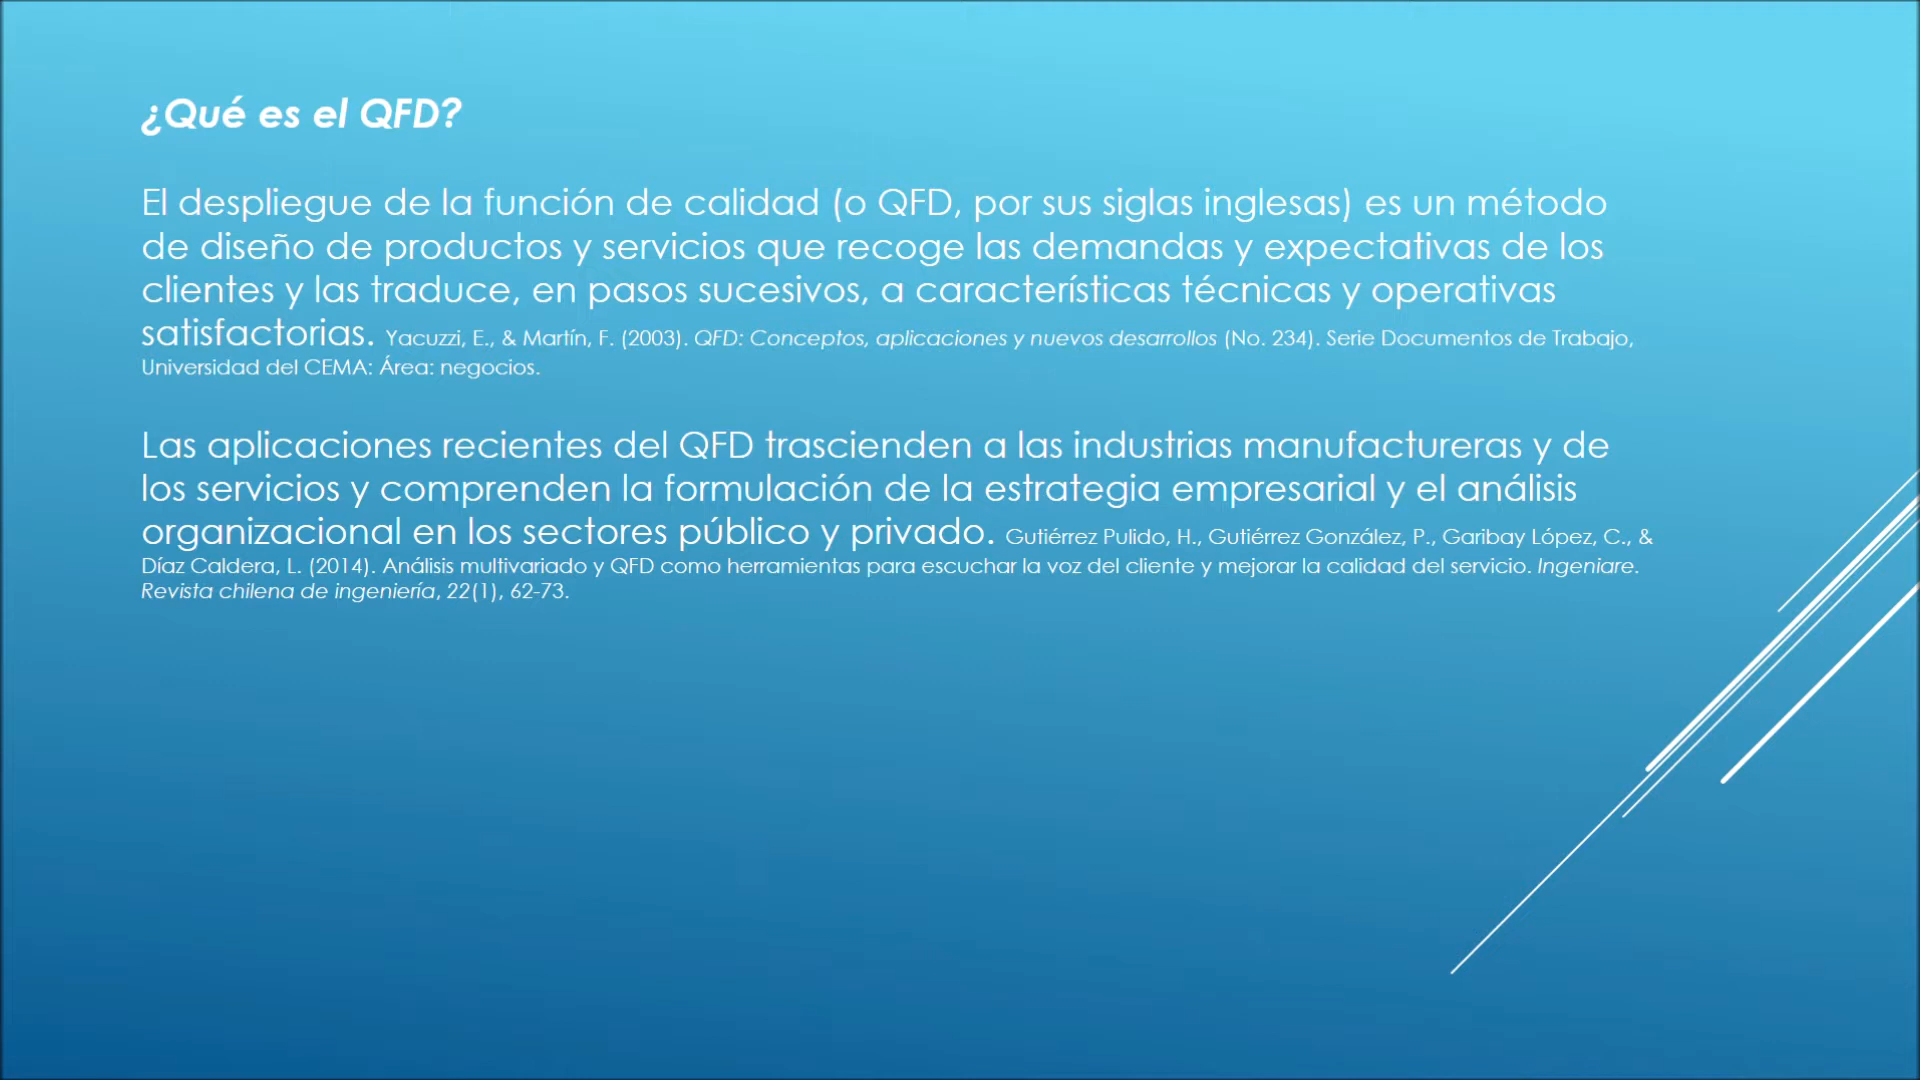 ¿Qué es el QFD?
El despliegue de la función de calidad (o QFD, por sus siglas inglesas) es un método
de diseño de productos y servicios que recoge las demandas y expectativas de los
clientes y las traduce, en pasos sucesivos, a características técnicas y operativas
satisfactorias. Yacuzzi, E., & Martín, F. (2003). QFD: Conceptos, aplicaciones y nuevos desarrollos (No. 234). Serie Documentos de Trabajo,
Universidad del CEMA: Área: negocios.
Las aplicaciones recientes del QFD trascienden a las industrias manufactureras y de
los servicios y comprenden la formulación de la estrategia empresarial y el análisis
organizacional en los sectores público y privado. Gutiérrez Pulido, H., Gutiérrez González, P., Garibay López, C., &
Díaz Caldera, L. (2014). Análisis multivariado y QFD como herramientas para escuchar la voz del cliente y mejorar la calidad del servicio. Ingeniare.
Revista chilena de ingeniería, 22(1), 62-73.